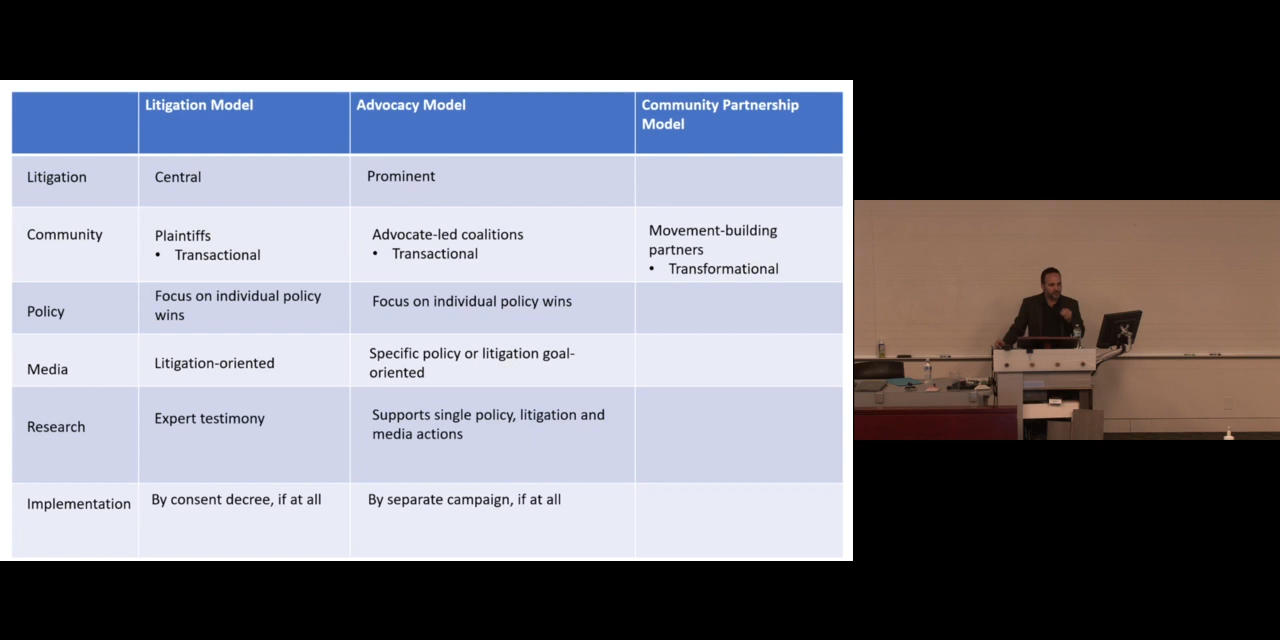 Litigation Model
Advocacy Model
Community Partnership
Model
Litigation
Central
Prominent
Community
Plaintiffs
• Transactional
Advocate-led coalitions
• Transactional
Movement-building
partners
• Transformational
Policy
Focus on individual policy
wins
Focus on individual policy wins
Media
Litigation-oriented
Specific policy or litigation goal-
oriented
Research
Expert testimony
Supports single policy, litigation and
media actions
Implementation
By consent decree, if at all
By separate campaign, if at all